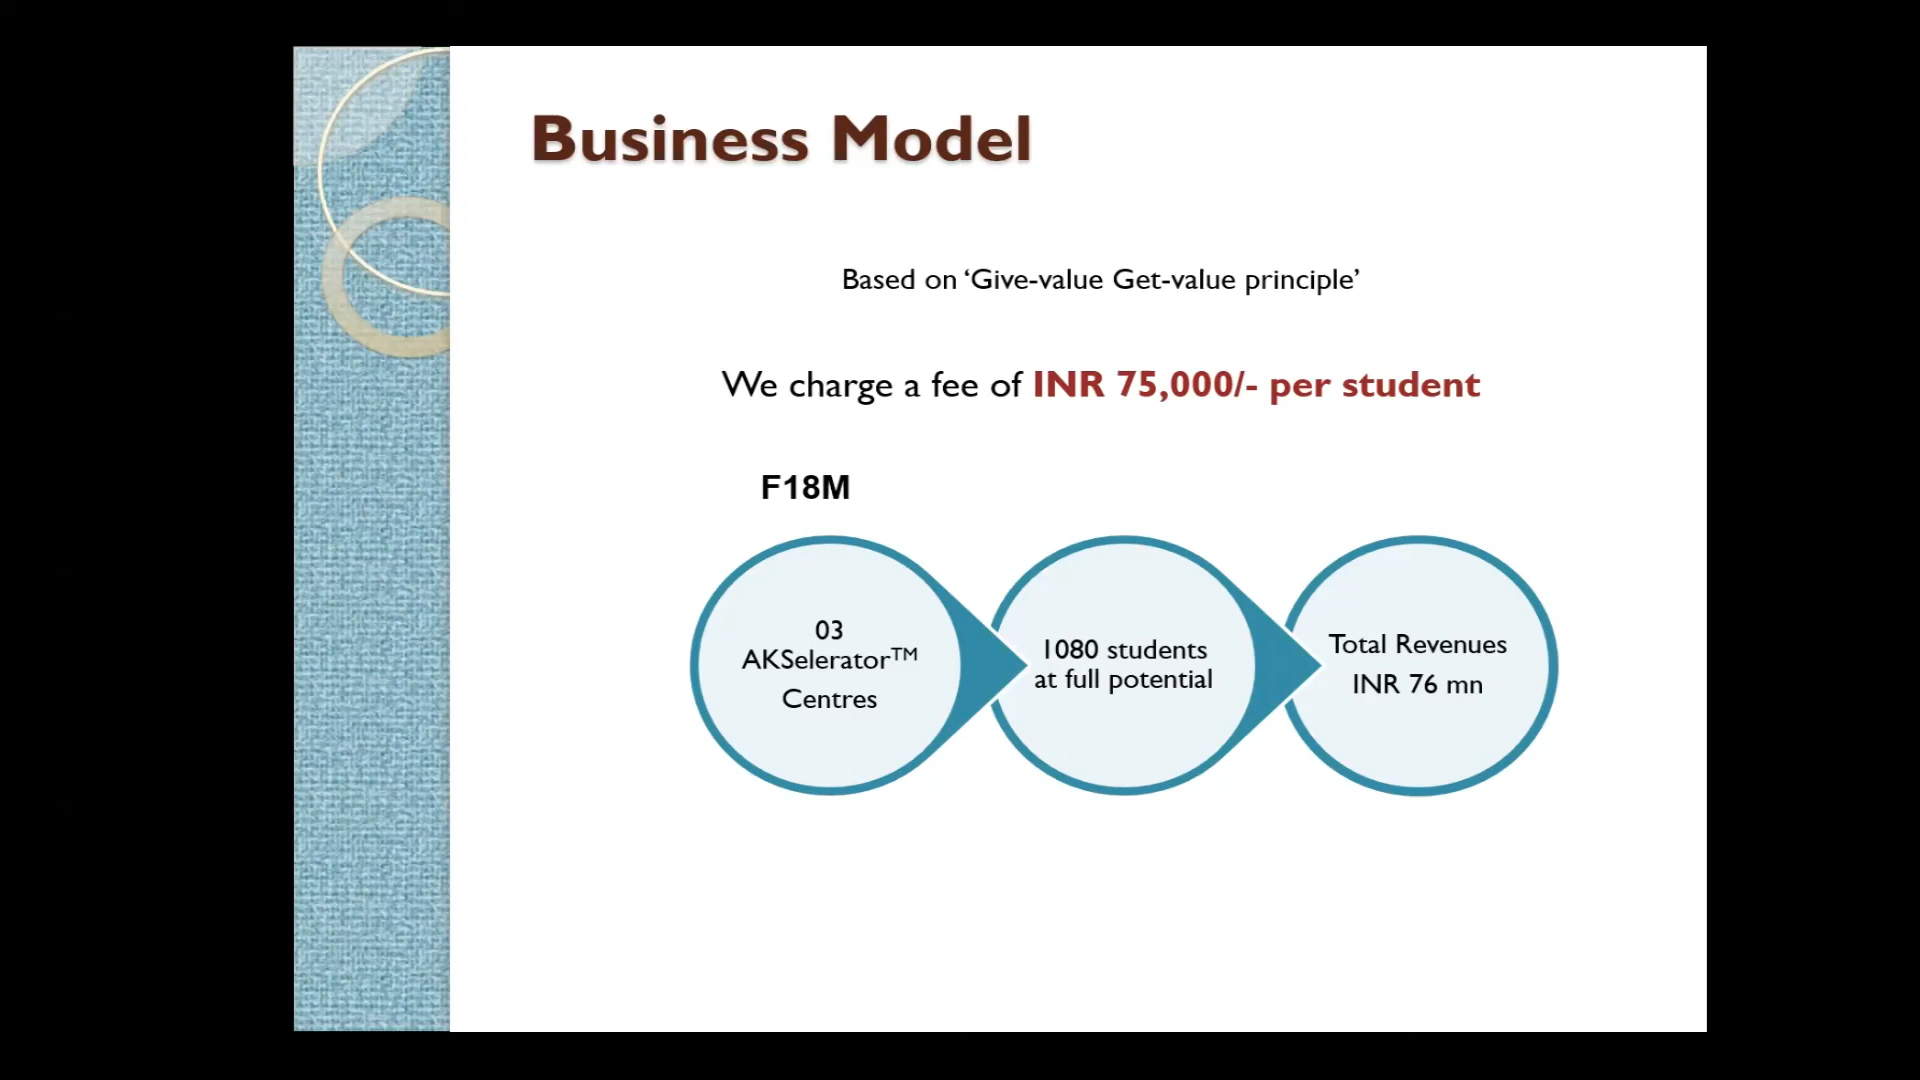 Business Model
Based on ‘Give-value Get-value principle’
We charge a fee of INR 75,000/- per student
F18M
03
AKSelerator™
Centres
1080 students
at full potential
Total Revenues
INR 76 mn